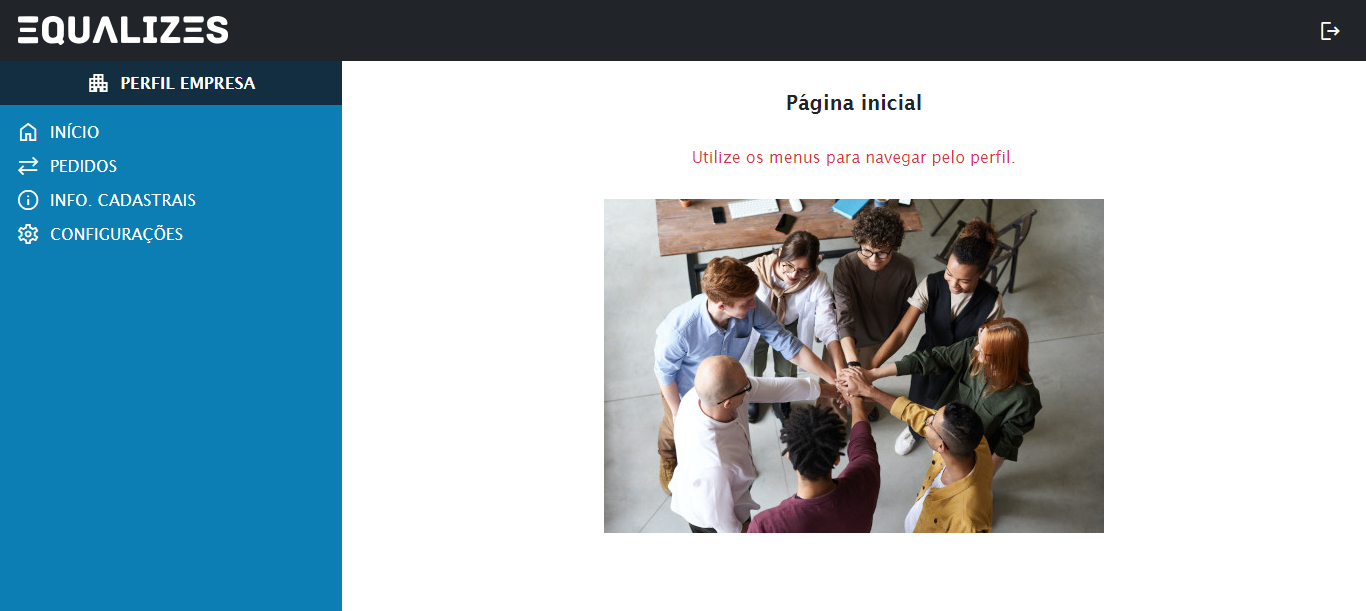 EQUALIZES
PERFIL EMPRESA
INÍCIO
PEDIDOS
INFO. CADASTRAIS
CONFIGURAÇÕES
Página inicial
Utilize os menus para navegar pelo perfil.